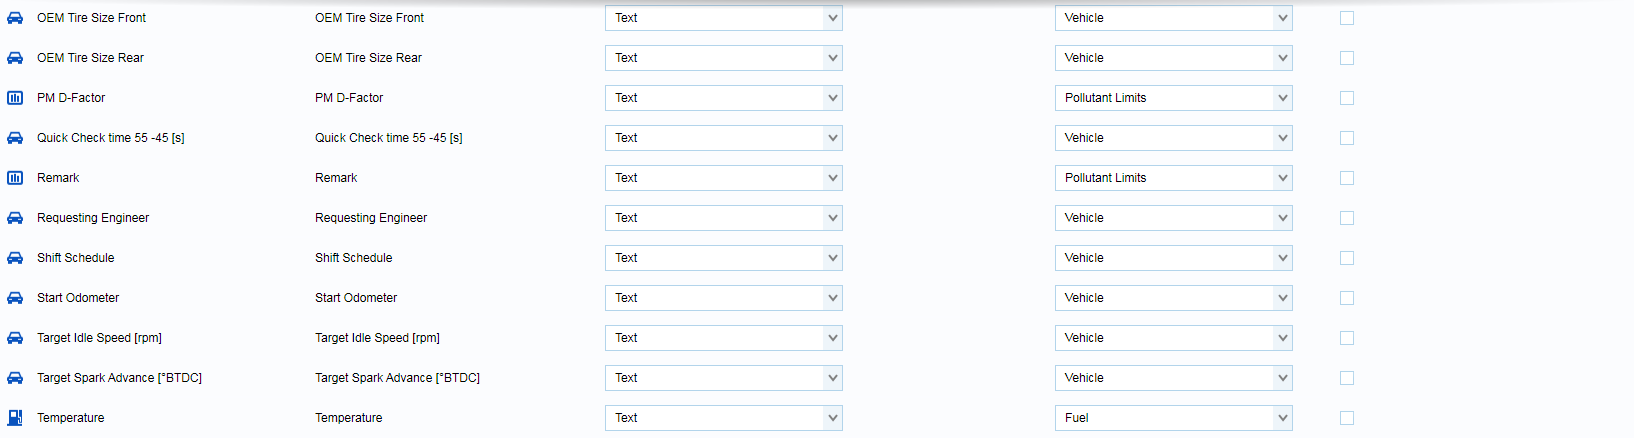 OEM Tire Size Front OEM Tire Size Front Text Vehicle
OEM Tire Size Rear OEM Tire Size Rear Text Vehicle
PM D-Factor PM D-Factor Text Pollutant Limits
Quick Check time 55 -45 [s] Quick Check time 55 -45 [s] Text Vehicle
Remark Remark Text Pollutant Limits
Requesting Engineer Requesting Engineer Text Vehicle
Shift Schedule Shift Schedule Text Vehicle
Start Odometer Start Odometer Text Vehicle
Target Idle Speed [rpm] Target Idle Speed [rpm] Text Vehicle
Target Spark Advance [°BTDC] Target Spark Advance [°BTDC] Text Vehicle
Temperature Temperature Text Fuel